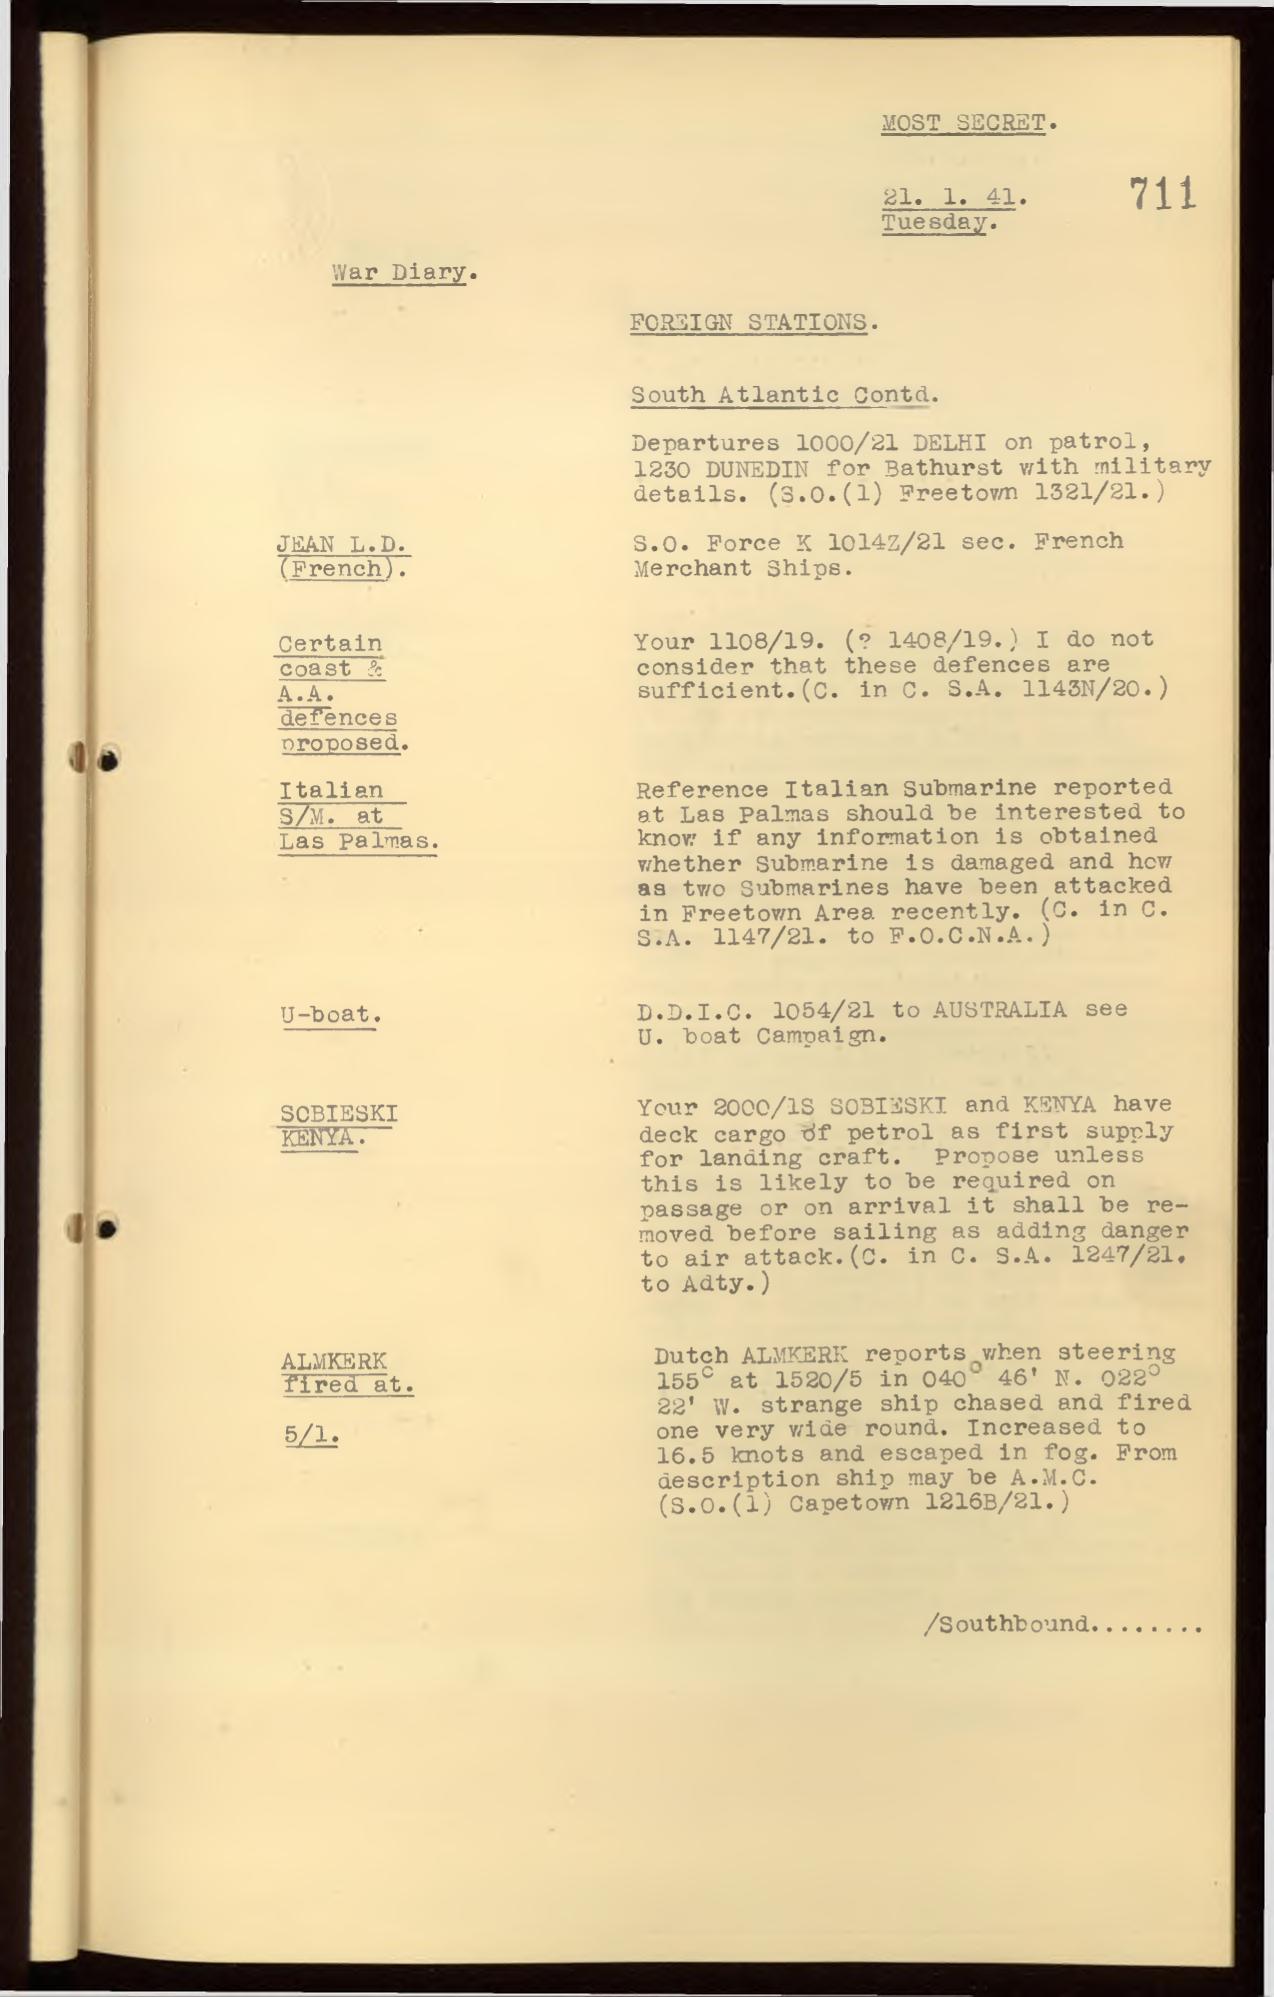 MOST SECRET.
21. 1. 41.
711
Tuesday.
War Diary.
FOREIGN STATIONS.
South Atlantic Contd.
Departures 1000/21 DELHI on patrol,
1230 DUNEDIN for Bathurst with military
details. (S.O.(1) Freetown 1321/21.)
JEAN L.D.
(French).
S.O. Force K 1014Z/21 sec. French
Merchant Ships.
Certain
coast &
A.A.
defences
proposed.
Your 1108/19. (? 1408/19.) I do not
consider that these defences are
sufficient.(C. in C. S.A. 1143N/20.)
Italian
S/M. at
Las Palmas.
Reference Italian Submarine reported
at Las Palmas should be interested to
know if any information is obtained
whether Submarine is damaged and how
as two Submarines have been attacked
in Freetown Area recently. (C. in C.
S.A. 1147/21. to F.O.C.N.A.)
U-boat.
D.D.I.C. 1054/21 to AUSTRALIA see
U. boat Campaign.
SOBIESKI
KENYA.
Your 2000/1S SOBIESKI and KENYA have
deck cargo of petrol as first supply
for landing craft. Propose unless
this is likely to be required on
passage or on arrival it shall be re-
moved before sailing as adding danger
to air attack.(C. in C. S.A. 1247/21.
to Adty.)
ALMKERK
fired at.
5/1.
Dutch ALMKERK reports when steering
155° at 1520/5 in 040° 46' N. 022°
22' W. strange ship chased and fired
one very wide round. Increased to
16.5 knots and escaped in fog. From
description ship may be A.M.C.
(S.O.(1) Capetown 1216B/21.)
/Southbound........